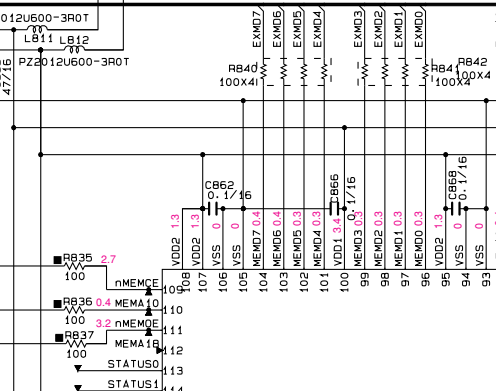 012U600-3R0T
L811
L812
PZ2012U600-3R0T
47/16
EXMD7
EXMD6
EXMD5
EXMD4
EXMD3
EXMD2
EXMD1
EXMD0
R840
100X4
R841
100X4
R842
100X4
C862
0.1/16
C866
0.1/16
C868
0.1/16
VDD2 1.3
VDD2 1.3
VSS 0
VSS 0
MEMD7 0.4
MEMD6 0.4
MEMD5 0.3
MEMD4 0.3
VDD1 3.4
MEMD3 0.3
MEMD2 0.3
MEMD1 0.3
MEMD0 0.3
VDD2 1.3
VSS 0
VSS 0
108
107
106
105
104
103
102
101
100
99
98
97
96
95
94
93
R835 2.7
100
nMEMCE
109
R836 0.4 MEMA10
100
110
3.2 nMEMOE
111
R837
100
MEMA18
112
STATUS0
113
STATUS1
114